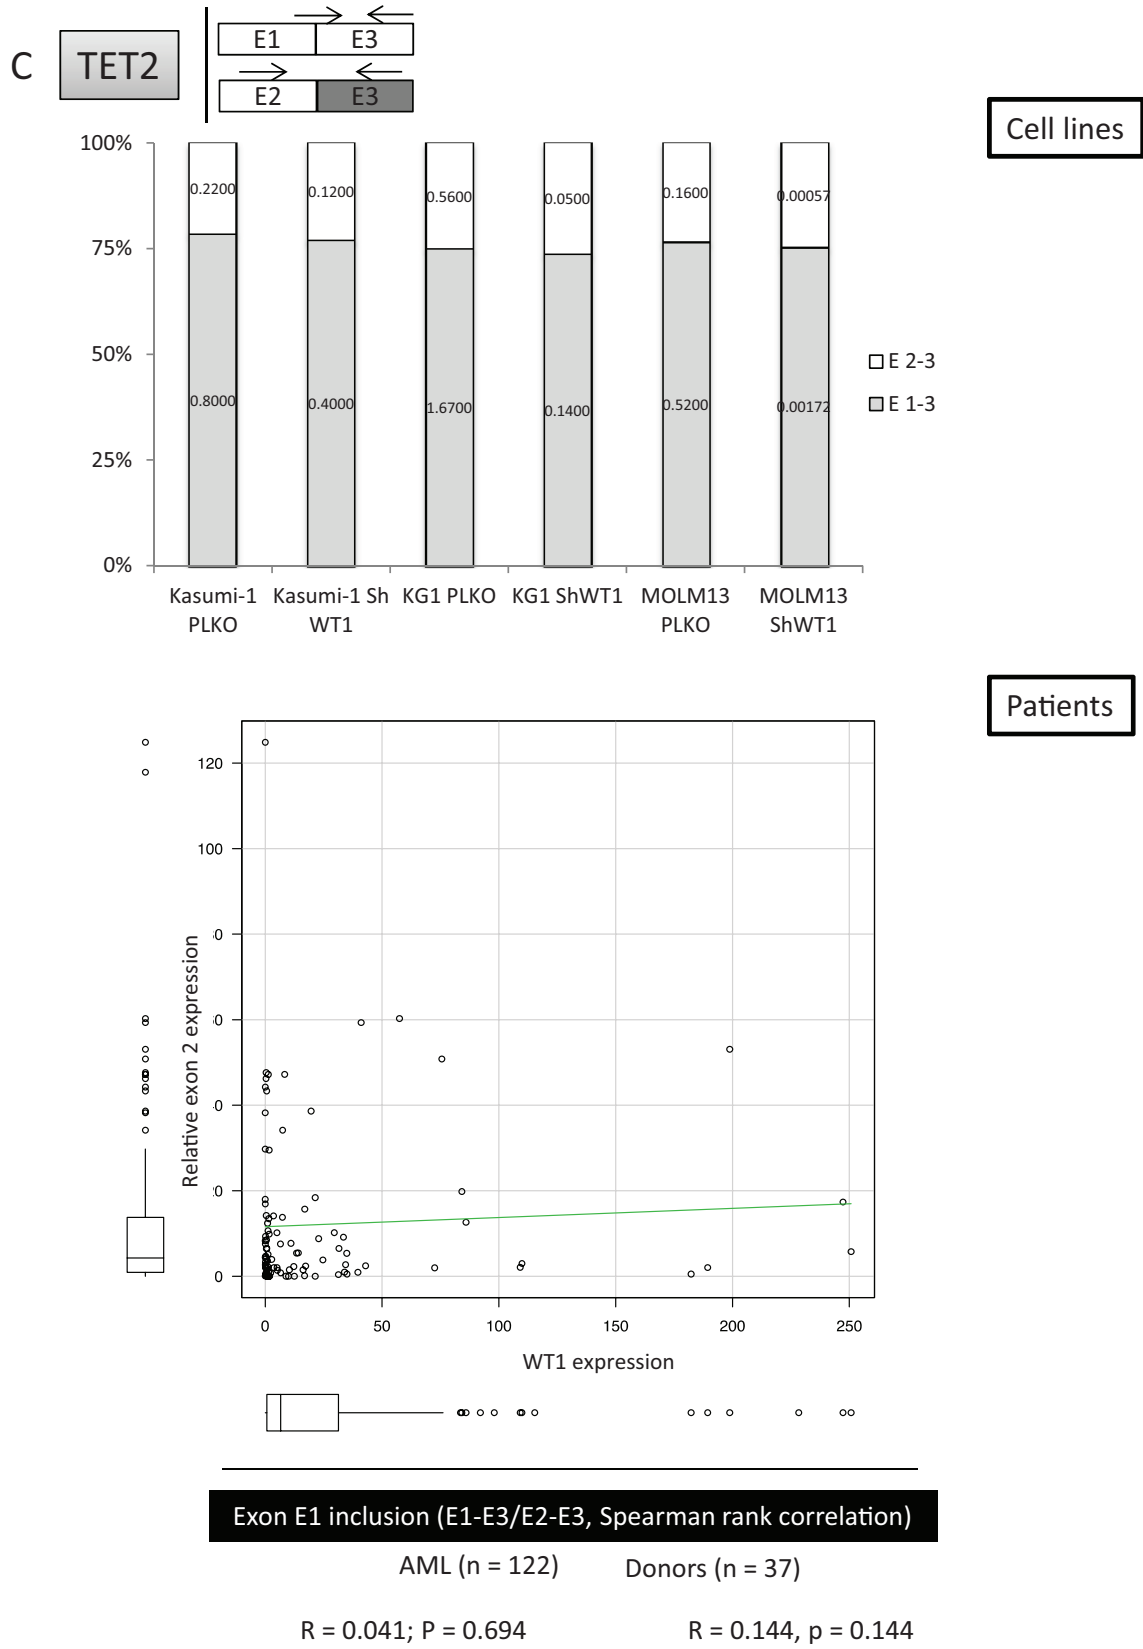 C
TET2
E1 E3
E2 E3
Cell lines
100%
75%
50%
25%
0%
0.2200 0.1200 0.5600 0.0500 0.1600 0.00057
0.8000 0.4000 1.6700 0.1400 0.5200 0.00172
E 2-3
E 1-3
Kasumi-1 PLKO
Kasumi-1 Sh WT1
KG1 PLKO
KG1 ShWT1
MOLM13 PLKO
MOLM13 ShWT1
Patients
Relative exon 2 expression
120
100
0
0
0
20
0
0 50 100 150 200 250
WT1 expression
Exon E1 inclusion (E1-E3/E2-E3, Spearman rank correlation)
AML (n = 122) Donors (n = 37)
R = 0.041; P = 0.694 R = 0.144, p = 0.144